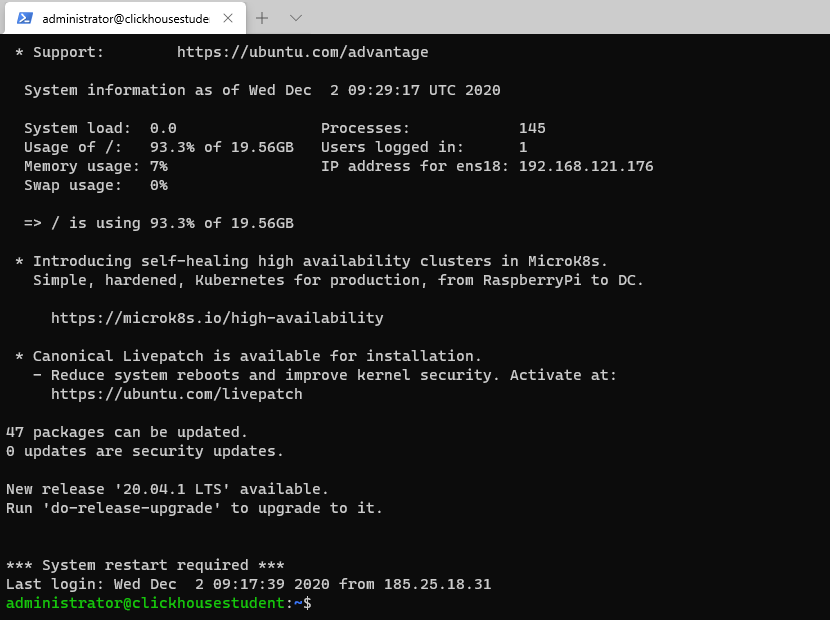 administrator@clickhousestude
* Support:        https://ubuntu.com/advantage
System information as of Wed Dec  2 09:29:17 UTC 2020
System load:  0.0                Processes:            145
Usage of /:   93.3% of 19.56GB   Users logged in:      1
Memory usage: 7%                 IP address for ens18: 192.168.121.176
Swap usage:   0%
=> / is using 93.3% of 19.56GB
* Introducing self-healing high availability clusters in MicroK8s.
Simple, hardened, Kubernetes for production, from RaspberryPi to DC.
https://microk8s.io/high-availability
* Canonical Livepatch is available for installation.
- Reduce system reboots and improve kernel security. Activate at:
https://ubuntu.com/livepatch
47 packages can be updated.
0 updates are security updates.
New release '20.04.1 LTS' available.
Run 'do-release-upgrade' to upgrade to it.
*** System restart required ***
Last login: Wed Dec  2 09:17:39 2020 from 185.25.18.31
administrator@clickhousestudent:~$